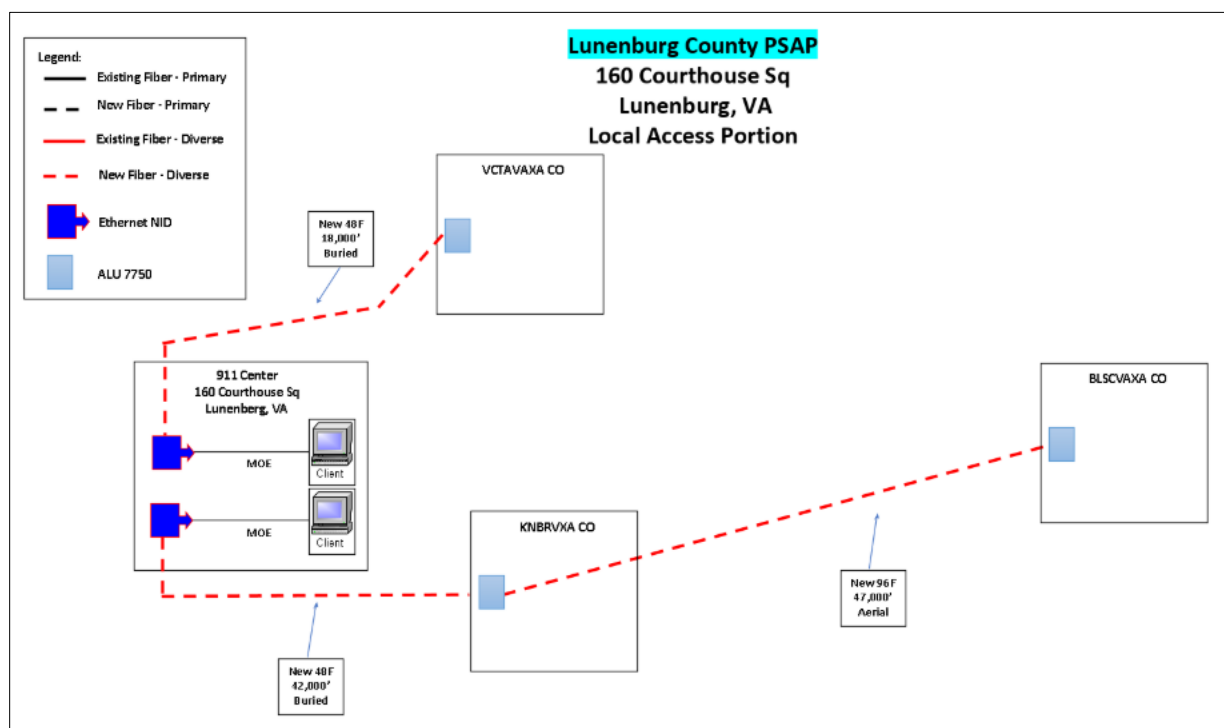 Lunenburg County PSAP
160 Courthouse Sq
Lunenburg, VA
Local Access Portion
Legend:
Existing Fiber - Primary
New Fiber - Primary
Existing Fiber - Diverse
New Fiber - Diverse
Ethernet NID
ALU 7750
VCTAVAXA CO
New 48F
18,000'
Buried
911 Center
160 Courthouse Sq
Lunenberg, VA
MOE
Client
MOE
Client
BLSCVAXA CO
KNBRVXA CO
New 96F
47,000'
Aerial
New 48F
42,000'
Buried